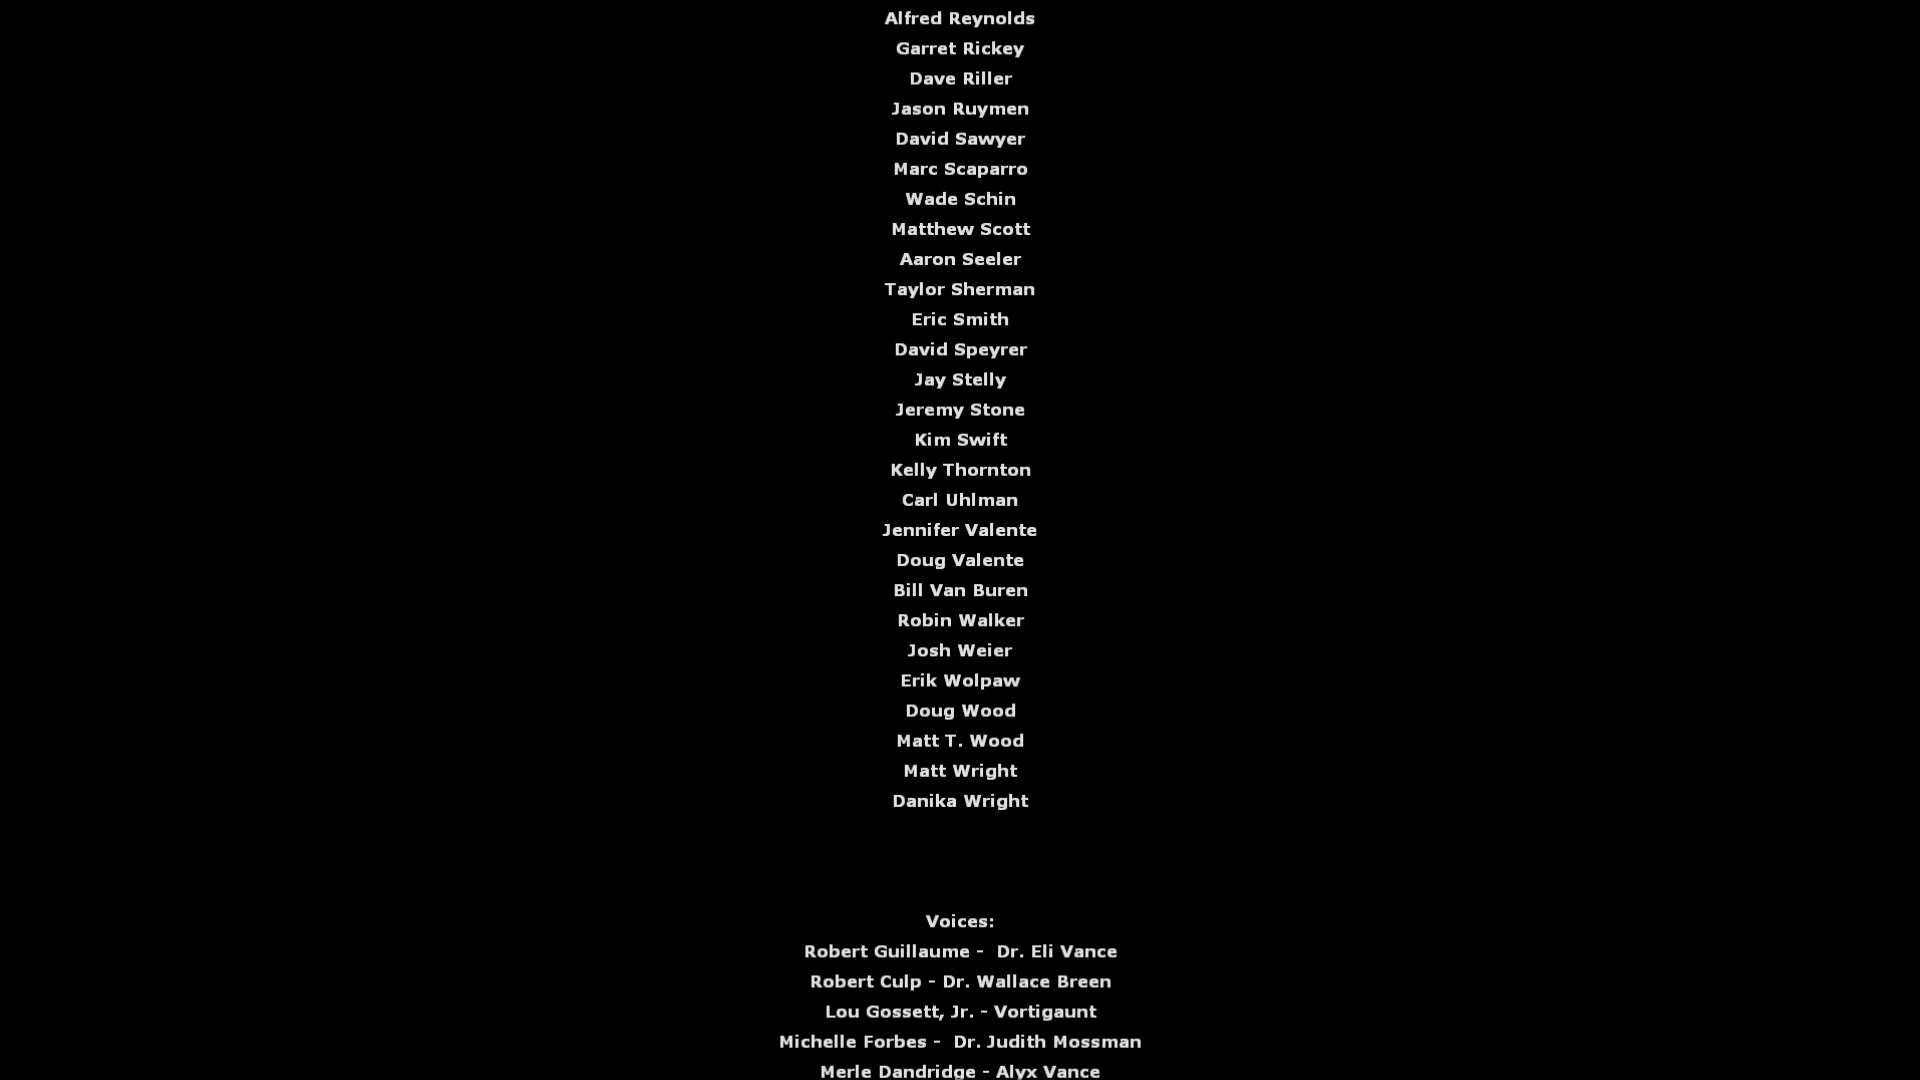 Alfred Reynolds
Garret Rickey
Dave Riller
Jason Ruymen
David Sawyer
Marc Scaparro
Wade Schin
Matthew Scott
Aaron Seeler
Taylor Sherman
Eric Smith
David Speyrer
Jay Stelly
Jeremy Stone
Kim Swift
Kelly Thornton
Carl Uhlman
Jennifer Valente
Doug Valente
Bill Van Buren
Robin Walker
Josh Weier
Erik Wolpaw
Doug Wood
Matt T. Wood
Matt Wright
Danika Wright
Voices:
Robert Guillaume -  Dr. Eli Vance
Robert Culp - Dr. Wallace Breen
Lou Gossett, Jr. - Vortigaunt
Michelle Forbes -  Dr. Judith Mossman
Merle Dandridge - Alyx Vance